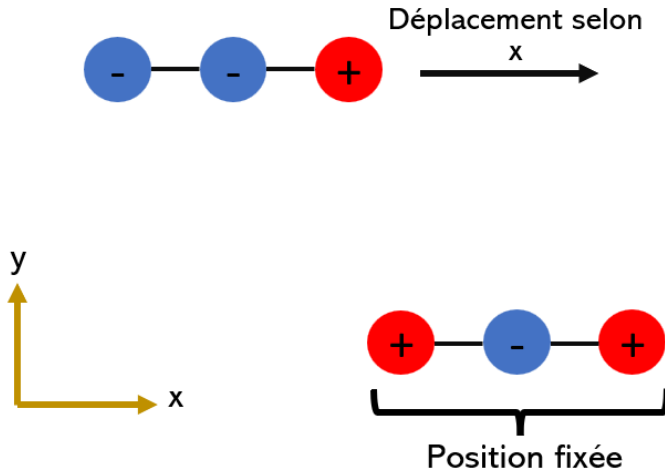 Déplacement selon
x
- - +
y
x
+ - +
Position fixée